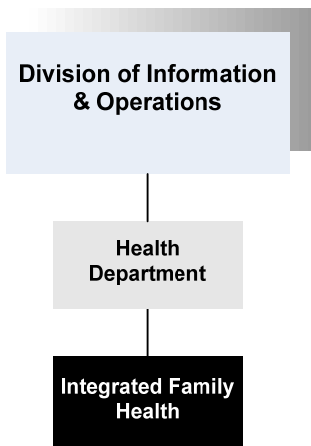 Division of Information
& Operations
Health
Department
Integrated Family
Health